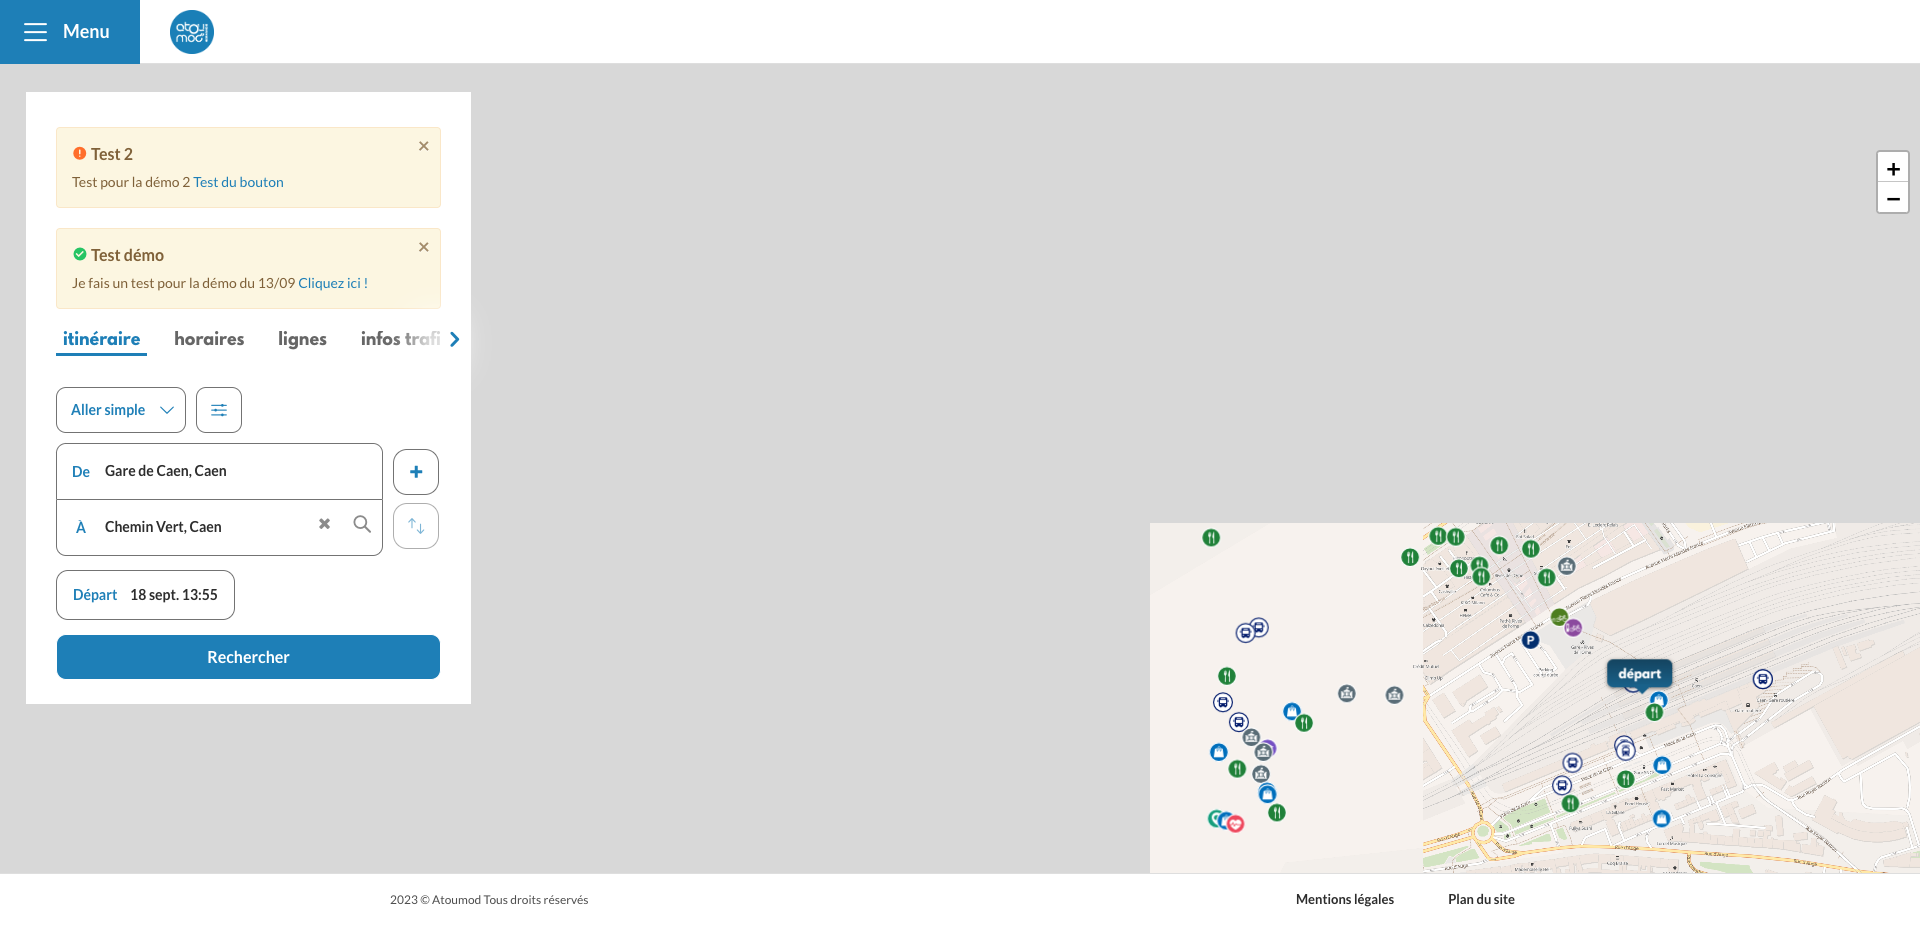 Menu
atoumod
Test 2
Test pour la démo 2 Test du bouton
Test démo
Je fais un test pour la démo du 13/09 Cliquez ici !
itinéraire horaires lignes infos trafi
Aller simple
De Gare de Caen, Caen
À Chemin Vert, Caen
Départ 18 sept. 13:55
Rechercher
+
−
P
départ
2023 © Atoumod Tous droits réservés
Mentions légales Plan du site